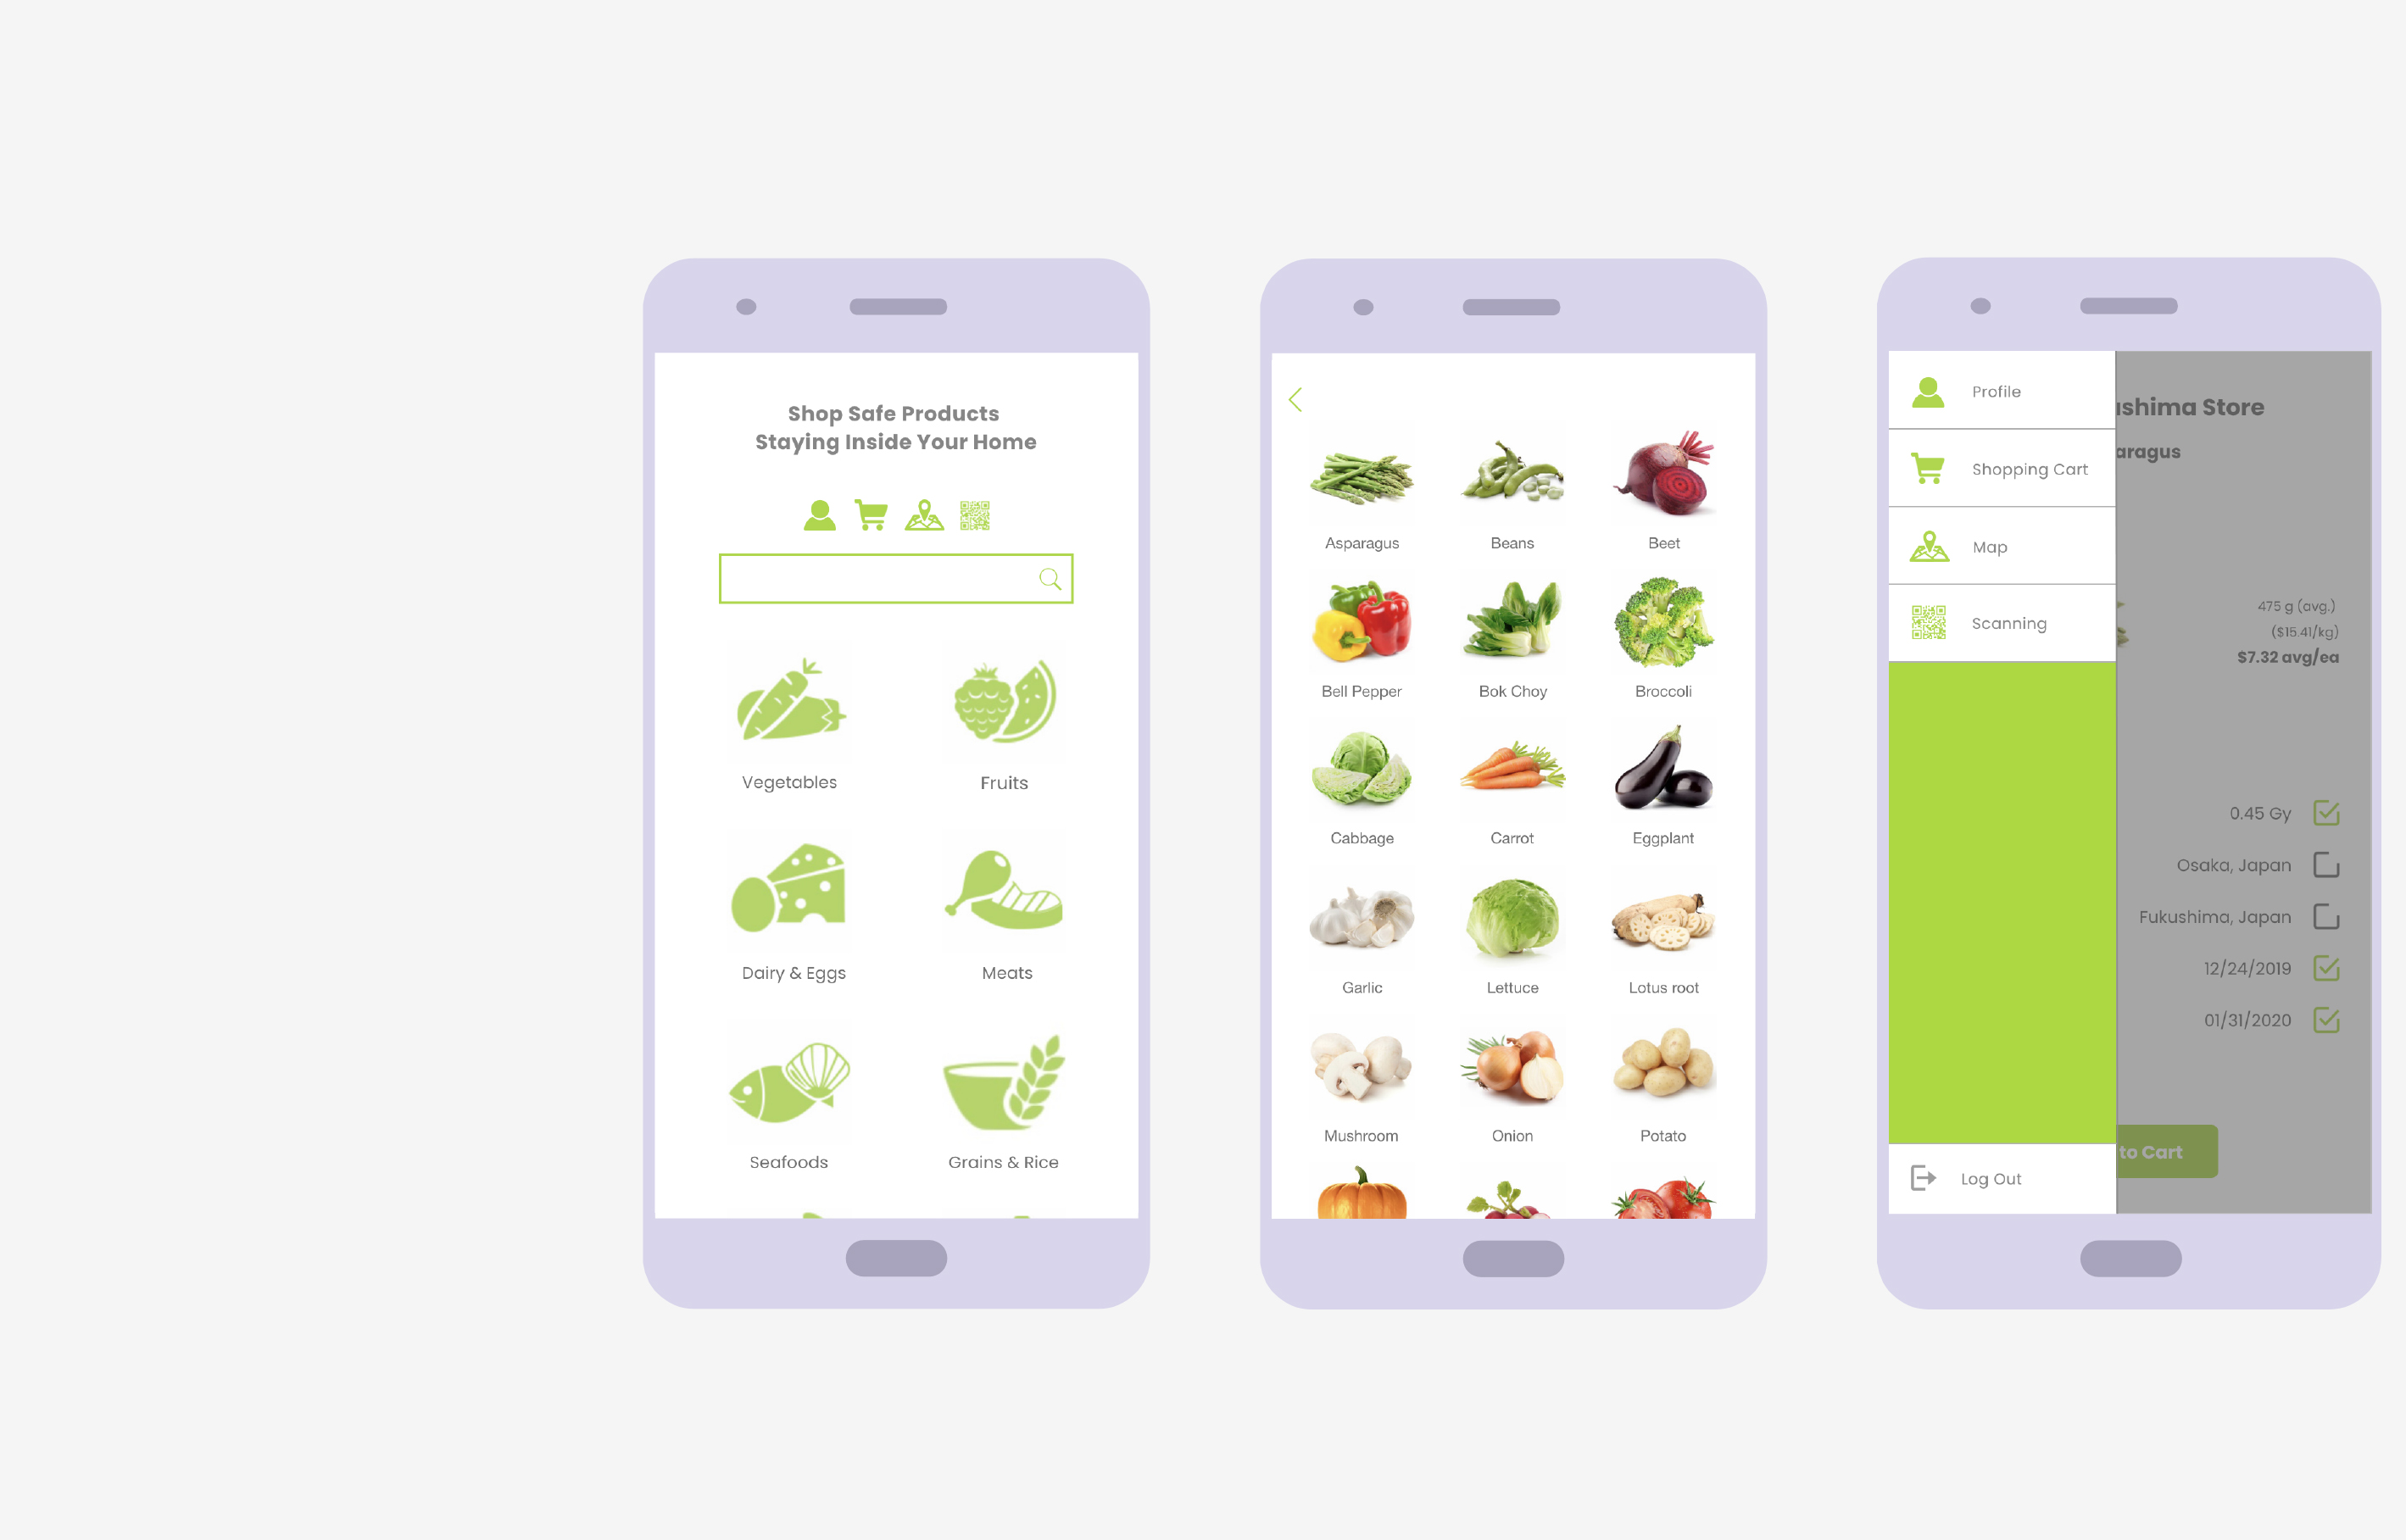 Shop Safe Products
Staying Inside Your Home
Vegetables
Fruits
Dairy & Eggs
Meats
Seafoods
Grains & Rice
Asparagus
Beans
Beet
Bell Pepper
Bok Choy
Broccoli
Cabbage
Carrot
Eggplant
Garlic
Lettuce
Lotus root
Mushroom
Onion
Potato
Profile
Shopping Cart
Map
Scanning
Log Out
ushima Store
aragus
475 g (avg.)
($15.41/kg)
$7.32 avg/ea
0.45 Gy
Osaka, Japan
Fukushima, Japan
12/24/2019
01/31/2020
to Cart